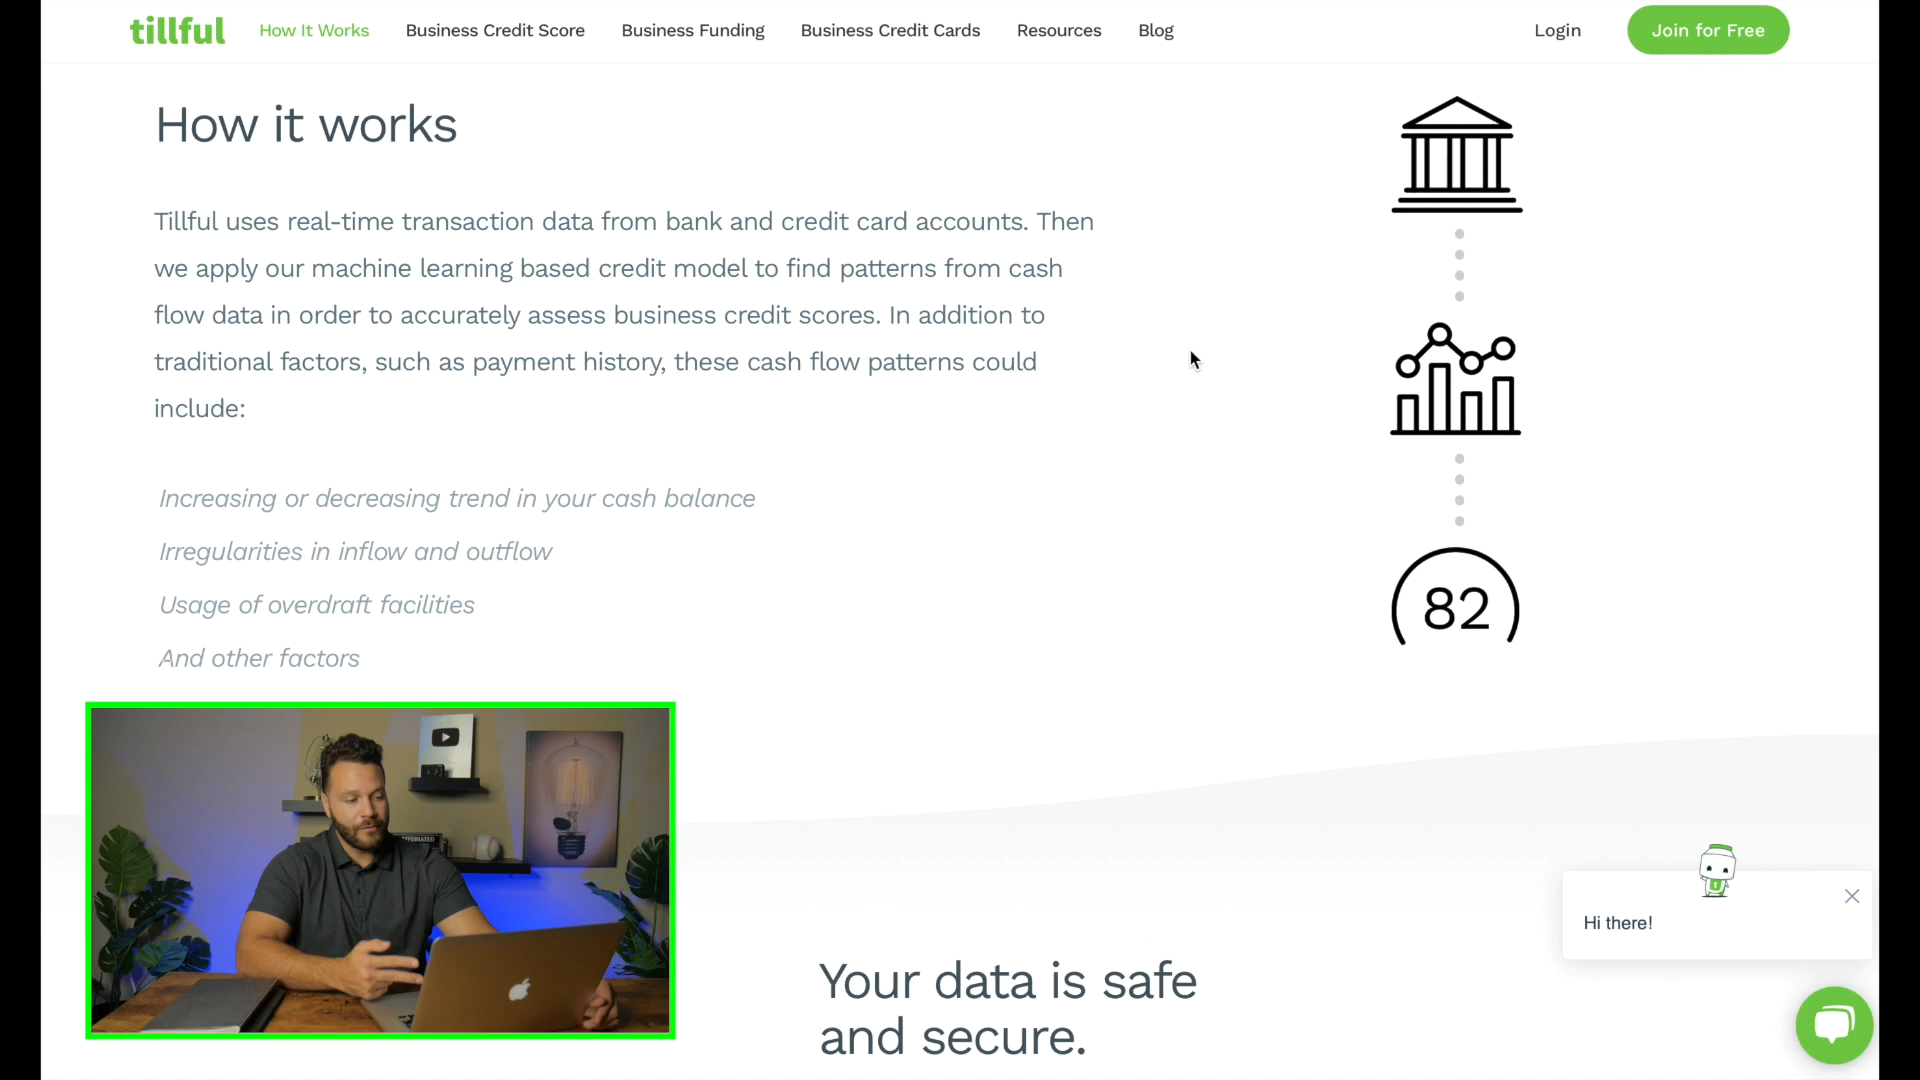 tillful
How It Works
Business Credit Score
Business Funding
Business Credit Cards
Resources
Blog
Login
Join for Free
How it works
Tillful uses real-time transaction data from bank and credit card accounts. Then
we apply our machine learning based credit model to find patterns from cash
flow data in order to accurately assess business credit scores. In addition to
traditional factors, such as payment history, these cash flow patterns could
include:
Increasing or decreasing trend in your cash balance
Irregularities in inflow and outflow
Usage of overdraft facilities
And other factors
82
Hi there!
Your data is safe
and secure.